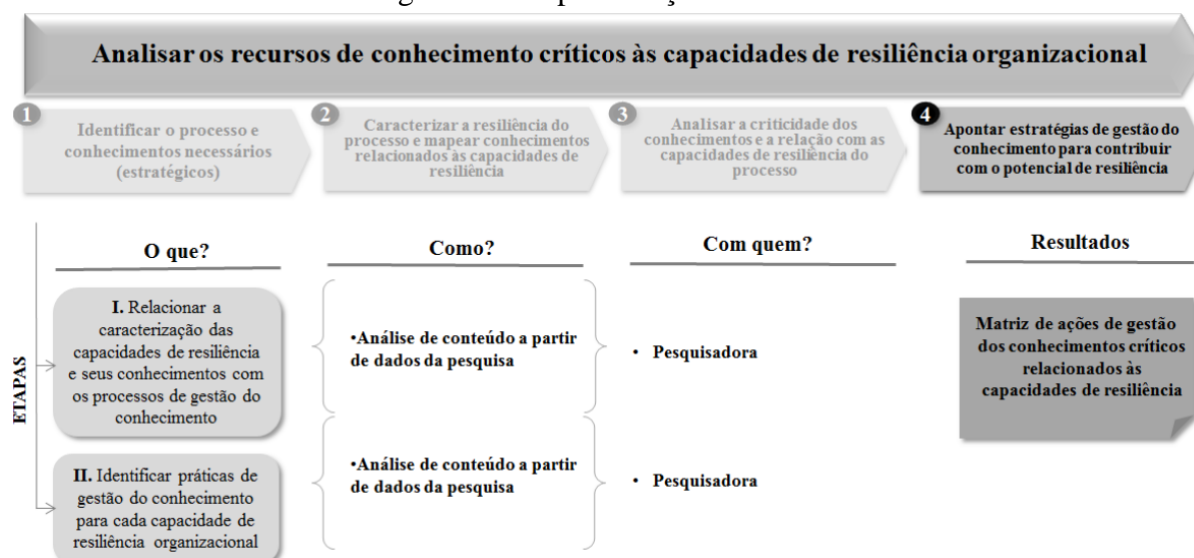 Analisar os recursos de conhecimento críticos às capacidades de resiliência organizacional
1
Identificar o processo e
conhecimentos necessários
(estratégicos)
2
Caracterizar a resiliência do
processo e mapear conhecimentos
relacionados às capacidades de
resiliência
3
Analisar a criticidade dos
conhecimentos e a relação com as
capacidades de resiliência do
processo
4
Apontar estratégias de gestão do
conhecimento para contribuir
com o potencial de resiliência
ETAPAS
O que?
Como?
Com quem?
Resultados
I. Relacionar a
caracterização das
capacidades de resiliência
e seus conhecimentos com
os processos de gestão do
conhecimento
•Análise de conteúdo a partir
de dados da pesquisa
• Pesquisadora
Matriz de ações de gestão
dos conhecimentos críticos
relacionados às
capacidades de resiliência
II. Identificar práticas de
gestão do conhecimento
para cada capacidade de
resiliência organizacional
•Análise de conteúdo a partir
de dados da pesquisa
• Pesquisadora